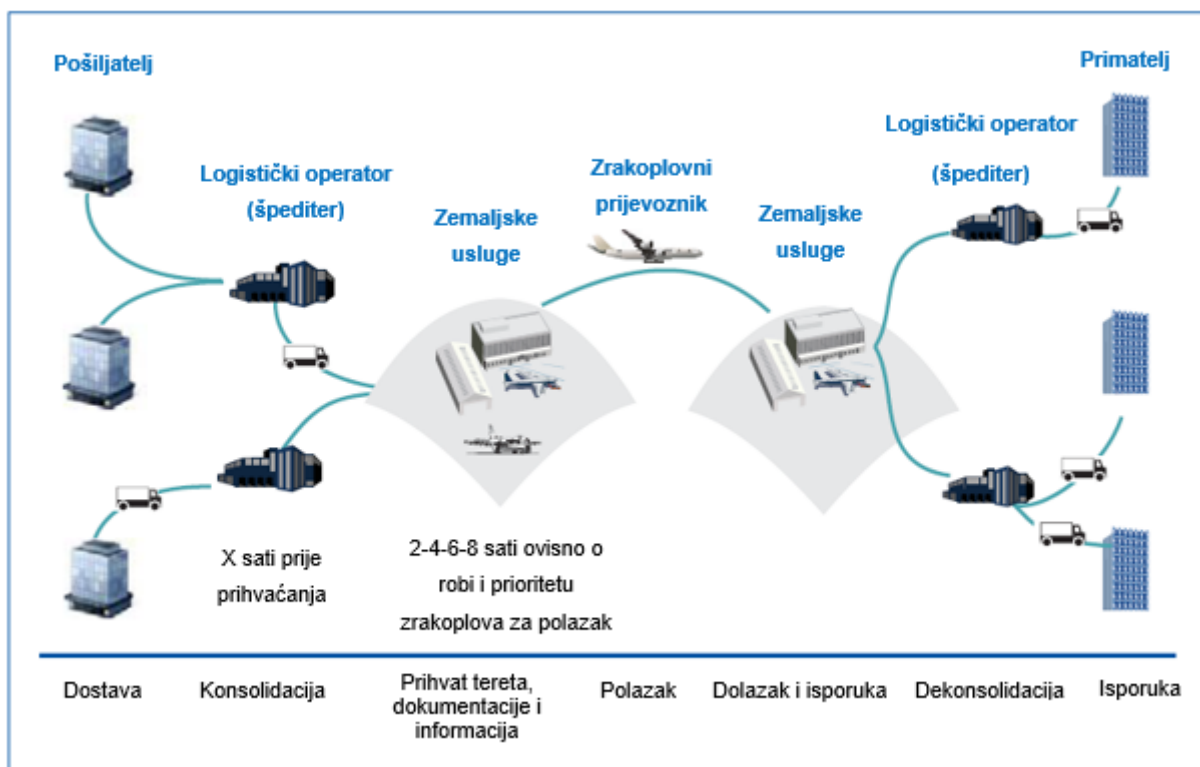 Pošiljatelj
Primatelj
Logistički operator
(špediter)
Zemaljske
usluge
Zrakoplovni
prijevoznik
Zemaljske
usluge
Logistički operator
(špediter)
X sati prije
prihvaćanja
2-4-6-8 sati ovisno o
robi i prioritetu
zrakoplova za polazak
Dostava
Konsolidacija
Prihvat tereta,
dokumentacije i
informacija
Polazak
Dolazak i isporuka
Dekonsolidacija
Isporuka